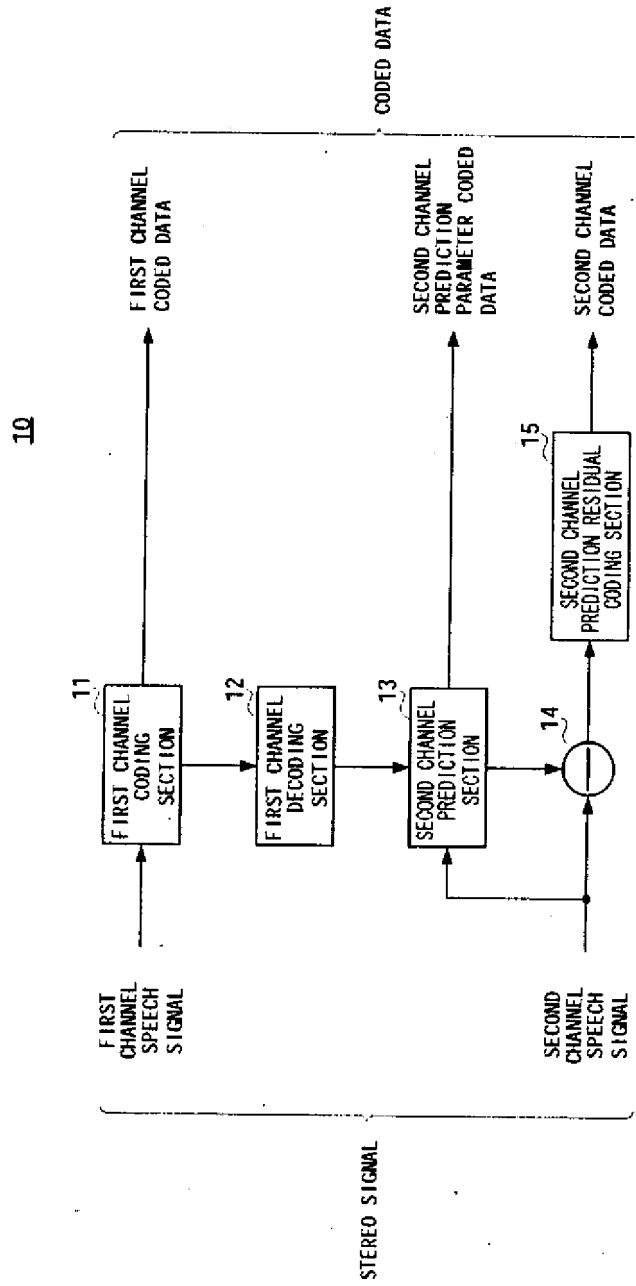 10
STEREO SIGNAL
FIRST
CHANNEL
SPEECH
SIGNAL
11
FIRST CHANNEL
CODING
SECTION
FIRST CHANNEL
CODED DATA
12
FIRST CHANNEL
DECODING
SECTION
13
SECOND CHANNEL
PREDICTION
SECTION
SECOND CHANNEL
PREDICTION
PARAMETER CODED
DATA
CODED DATA
SECOND
CHANNEL
SPEECH
SIGNAL
14
15
SECOND CHANNEL
PREDICTION RESIDUAL
CODING SECTION
SECOND CHANNEL
CODED DATA